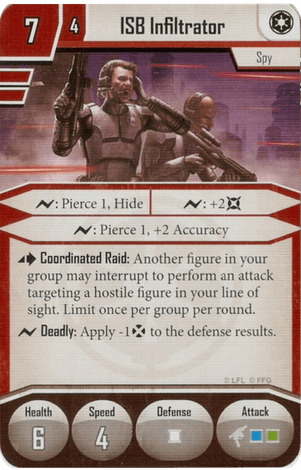 7 4 ISB Infiltrator
Spy
: Pierce 1, Hide : +2
: Pierce 1, +2 Accuracy
Coordinated Raid: Another figure in your
group may interrupt to perform an attack
targeting a hostile figure in your line of
sight. Limit once per group per round.
Deadly: Apply -1 to the defense results.
© LFL © FFG
Health Speed Defense Attack
6 4